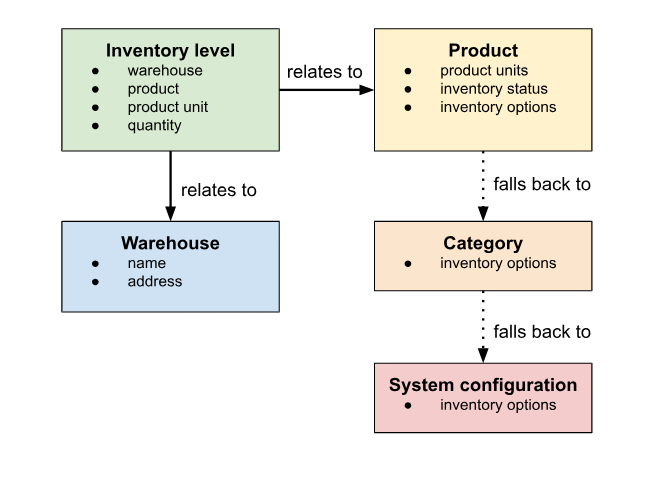 Inventory level
● warehouse
● product
● product unit
● quantity
relates to
Product
● product units
● inventory status
● inventory options
relates to
falls back to
Warehouse
● name
● address
Category
● inventory options
falls back to
System configuration
● inventory options